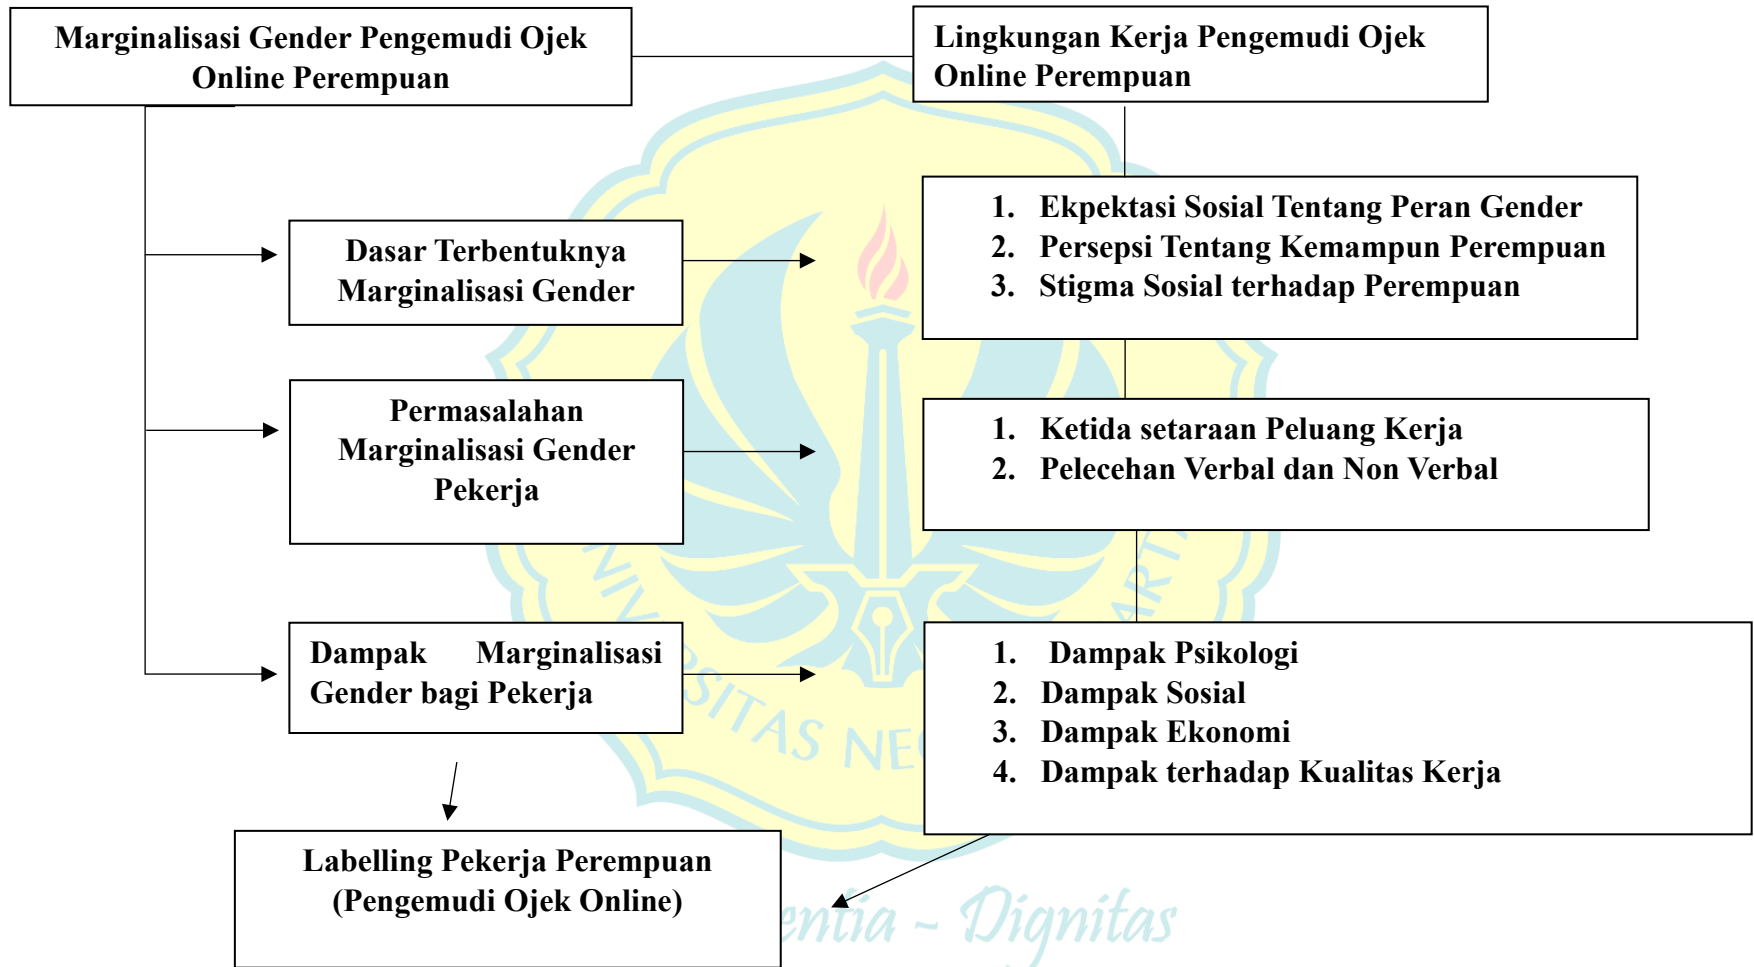 Marginalisasi Gender Pengemudi Ojek
Online Perempuan
Lingkungan Kerja Pengemudi Ojek
Online Perempuan
Dasar Terbentuknya
Marginalisasi Gender
1. Ekpektasi Sosial Tentang Peran Gender
2. Persepsi Tentang Kemampun Perempuan
3. Stigma Sosial terhadap Perempuan
Permasalahan
Marginalisasi Gender
Pekerja
1. Ketida setaraan Peluang Kerja
2. Pelecehan Verbal dan Non Verbal
Dampak Marginalisasi
Gender bagi Pekerja
1. Dampak Psikologi
2. Dampak Sosial
3. Dampak Ekonomi
4. Dampak terhadap Kualitas Kerja
Labelling Pekerja Perempuan
(Pengemudi Ojek Online)
Dignitas